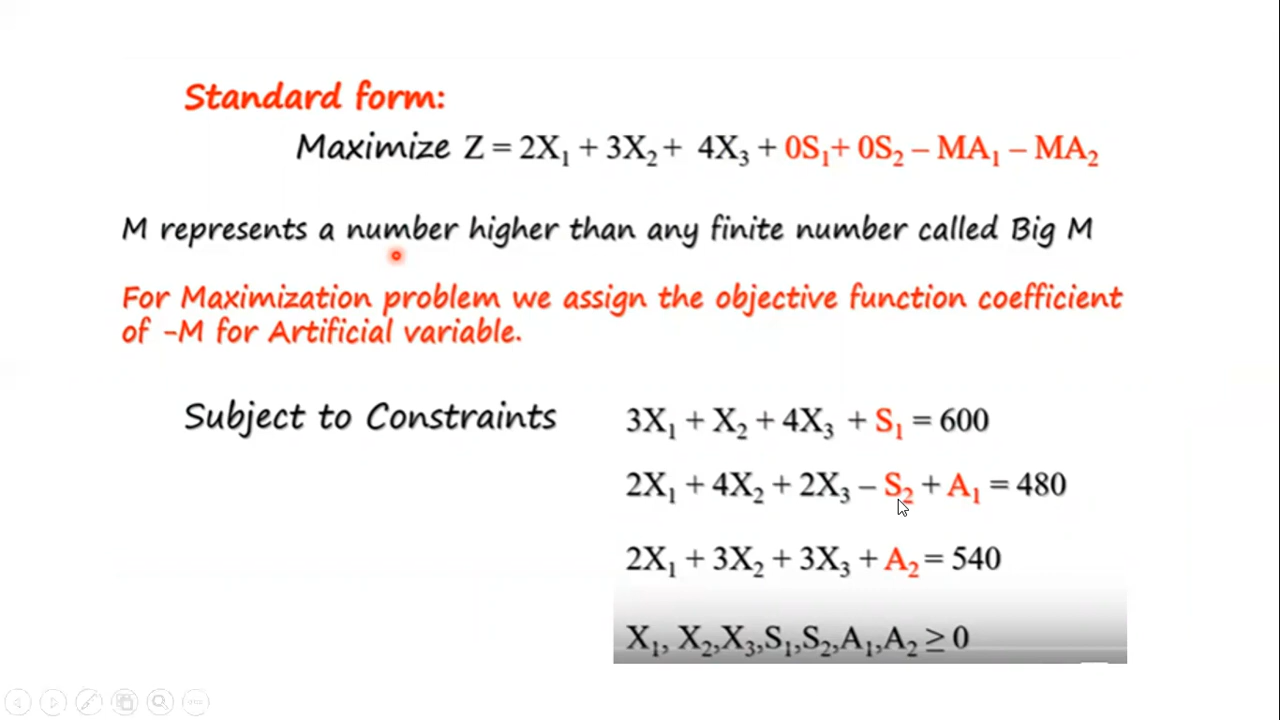 Standard form:
Maximize Z = 2X₁ + 3X₂ + 4X₃ + 0S₁+ 0S₂ – MA₁ – MA₂
M represents a number higher than any finite number called Big M
For Maximization problem we assign the objective function coefficient
of -M for Artificial variable.
Subject to Constraints
3X₁ + X₂ + 4X₃ + S₁ = 600
2X₁ + 4X₂ + 2X₃ – S₂ + A₁ = 480
2X₁ + 3X₂ + 3X₃ + A₂ = 540
X₁, X₂,X₃,S₁,S₂,A₁,A₂ ≥ 0